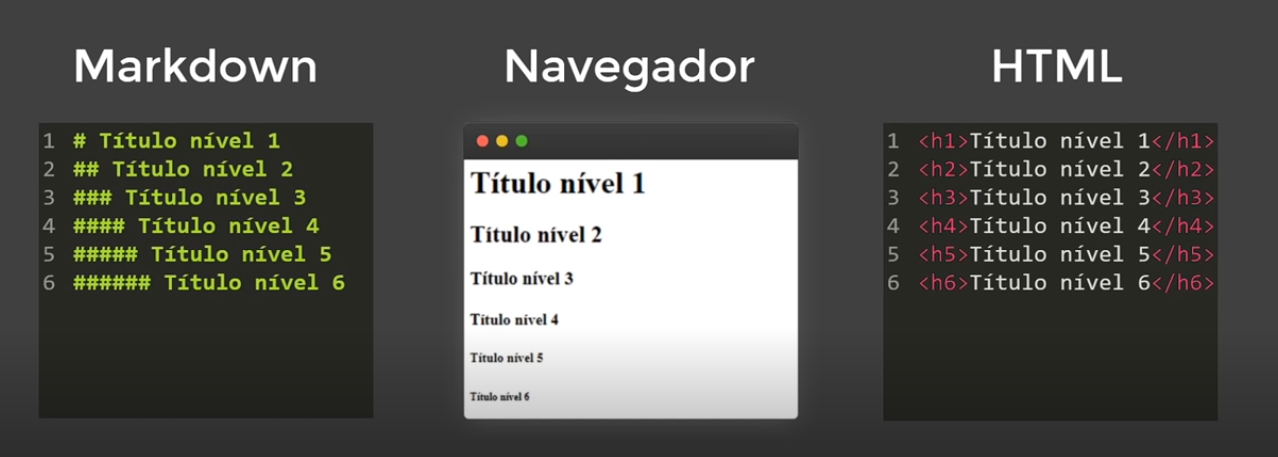 Markdown
1 # Título nível 1
2 ## Título nível 2
3 ### Título nível 3
4 #### Título nível 4
5 ##### Título nível 5
6 ###### Título nível 6
Navegador
Título nível 1
Título nível 2
Título nível 3
Título nível 4
Título nível 5
Título nível 6
HTML
1 <h1>Título nível 1</h1>
2 <h2>Título nível 2</h2>
3 <h3>Título nível 3</h3>
4 <h4>Título nível 4</h4>
5 <h5>Título nível 5</h5>
6 <h6>Título nível 6</h6>